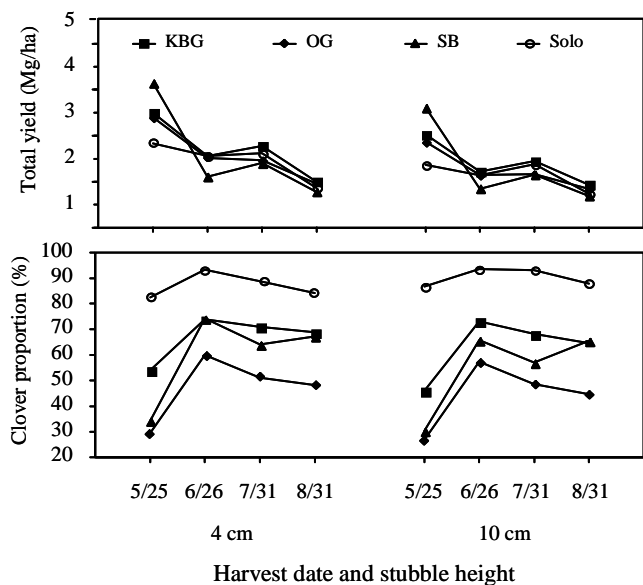 5
KBG OG SB Solo
4
3
2
1
Total yield (Mg/ha)
100
90
80
70
60
50
40
30
20
Clover proportion (%)
5/25 6/26 7/31 8/31 5/25 6/26 7/31 8/31
4 cm 10 cm
Harvest date and stubble height